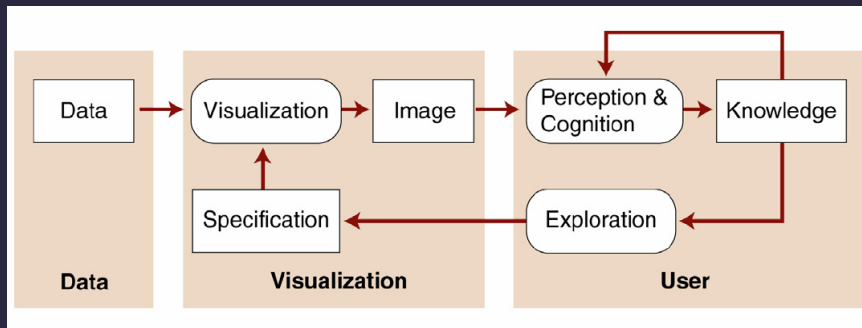 Data
Visualization
Image
Perception &
Cognition
Knowledge
Specification
Exploration
Data
Visualization
User